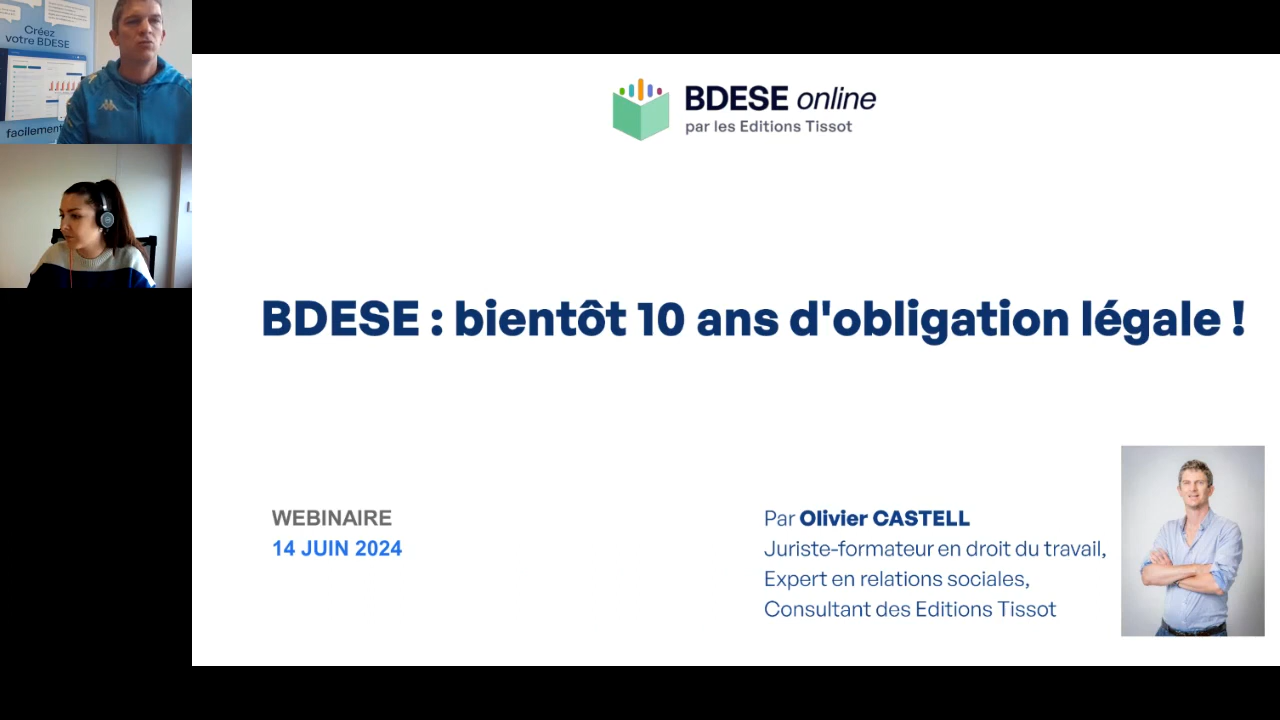 Créez
votre BDESE
facilement
BDESE online
par les Editions Tissot
BDESE : bientôt 10 ans d'obligation légale !
WEBINAIRE
14 JUIN 2024
Par Olivier CASTELL
Juriste-formateur en droit du travail,
Expert en relations sociales,
Consultant des Editions Tissot